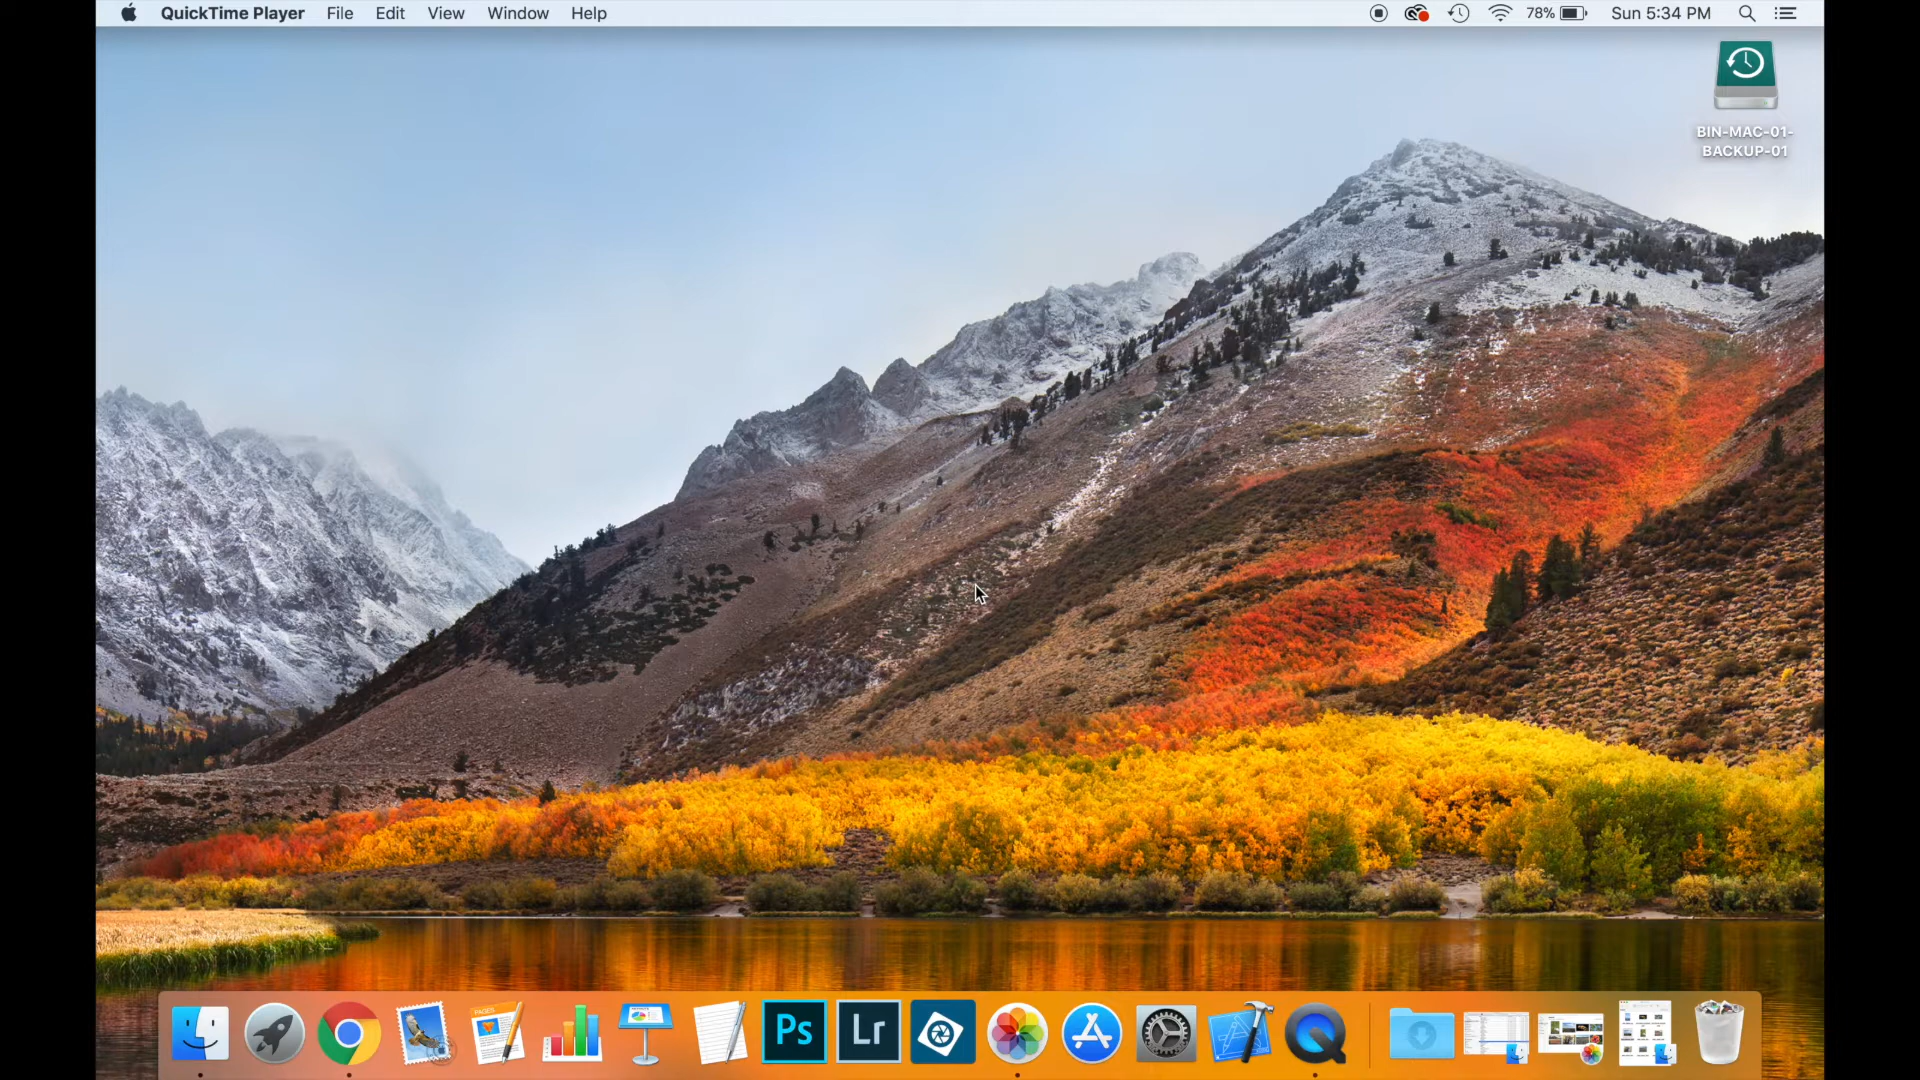 QuickTime Player File Edit View Window Help 78% Sun 5:34 PM
BIN-MAC-01-
BACKUP-01
PAGES
Ps Lr